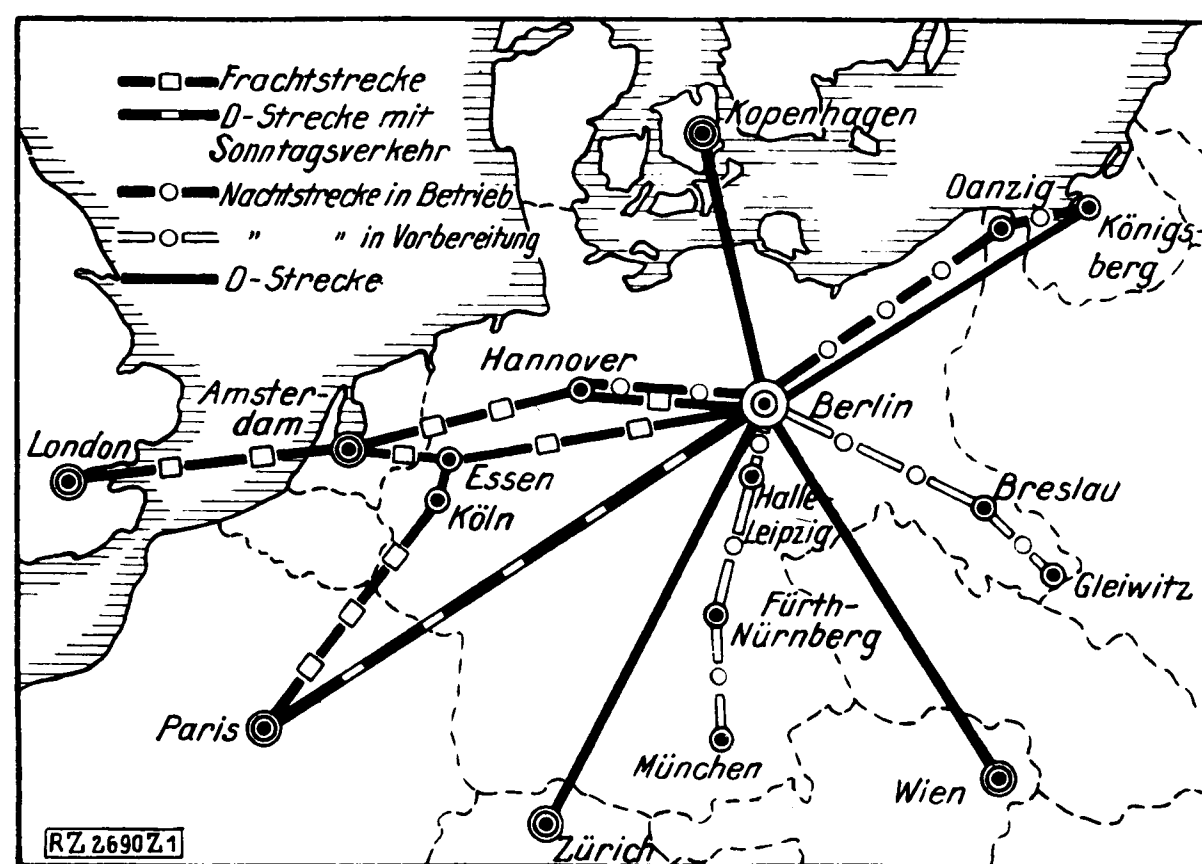 Frachtstrecke
D-Strecke mit
Sonntagsverkehr
Nachtstrecke in Betrieb
" " in Vorbereitung
D-Strecke
Kopenhagen
Danzig
Königs-
berg
Hannover
Amster-
dam
London
Berlin
Essen
Köln
Halle-
Leipzig
Breslau
Gleiwitz
Fürth-
Nürnberg
Paris
München
Wien
Zürich
RZ 2690 Z1